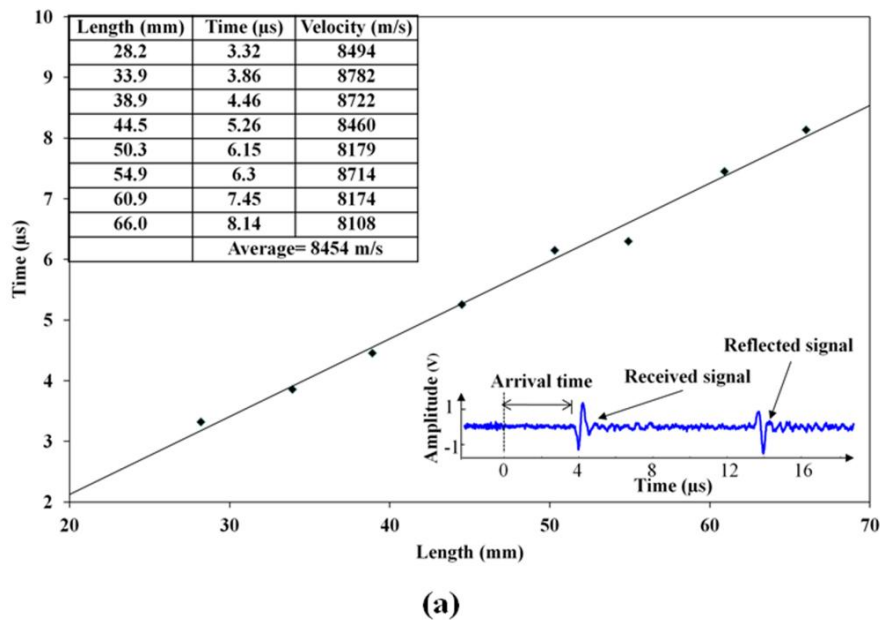 Length (mm) Time (μs) Velocity (m/s)
28.2 3.32 8494
33.9 3.86 8782
38.9 4.46 8722
44.5 5.26 8460
50.3 6.15 8179
54.9 6.3 8714
60.9 7.45 8174
66.0 8.14 8108
Average= 8454 m/s
10
9
8
7
6
5
4
3
2
Time (μs)
20 30 40 50 60 70
Length (mm)
Reflected signal
Received signal
Arrival time
Amplitude (V)
1
-1
0 4 8 12 16
Time (μs)
(a)